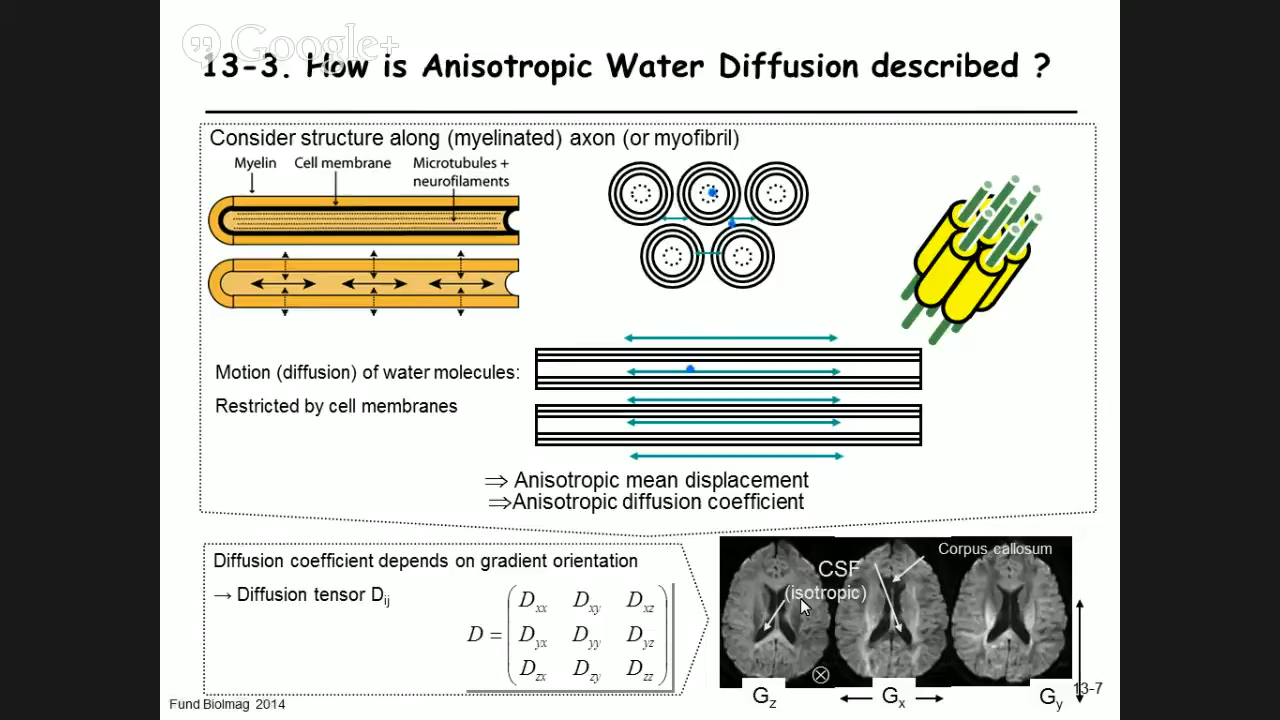 Google+
13-3. How is Anisotropic Water Diffusion described ?
Consider structure along (myelinated) axon (or myofibril)
Myelin Cell membrane Microtubules +
neurofilaments
Motion (diffusion) of water molecules:
Restricted by cell membranes
⇒ Anisotropic mean displacement
⇒Anisotropic diffusion coefficient
Diffusion coefficient depends on gradient orientation
→ Diffusion tensor Dij
D = ( Dxx Dxy Dxz
Dyx Dyy Dyz
Dzx Dzy Dzz )
Corpus callosum
CSF
(isotropic)
Gz Gx Gy
13-7
Fund BioImag 2014